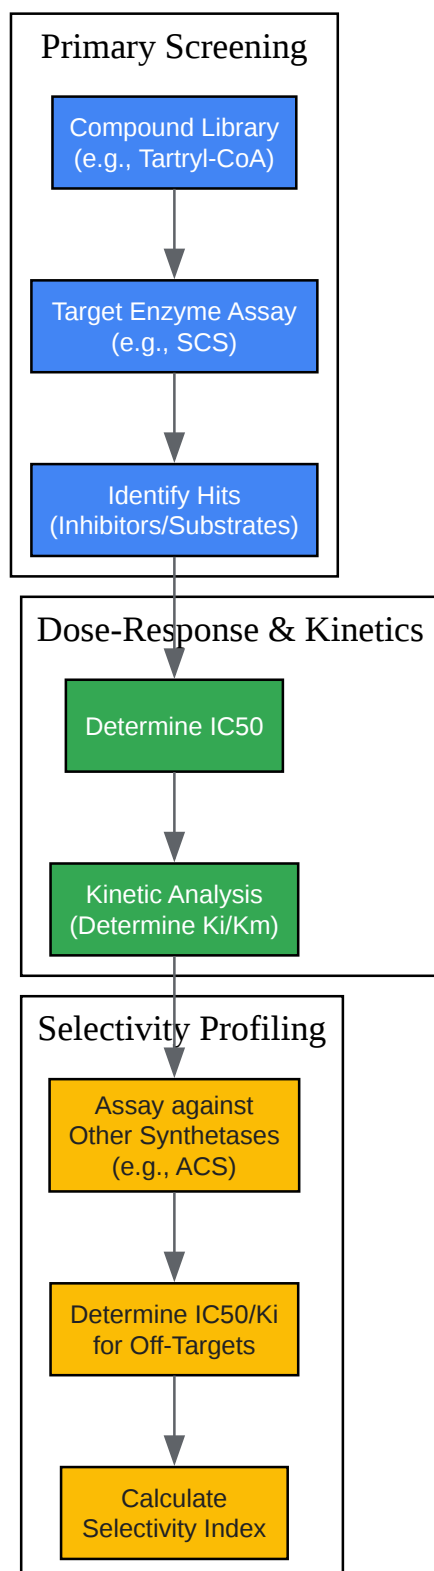 Primary Screening
Compound Library
(e.g., Tartryl-CoA)
Target Enzyme Assay
(e.g., SCS)
Identify Hits
(Inhibitors/Substrates)
Dose-Response & Kinetics
Determine IC50
Kinetic Analysis
(Determine Ki/Km)
Selectivity Profiling
Assay against
Other Synthetases
(e.g., ACS)
Determine IC50/Ki
for Off-Targets
Calculate
Selectivity Index